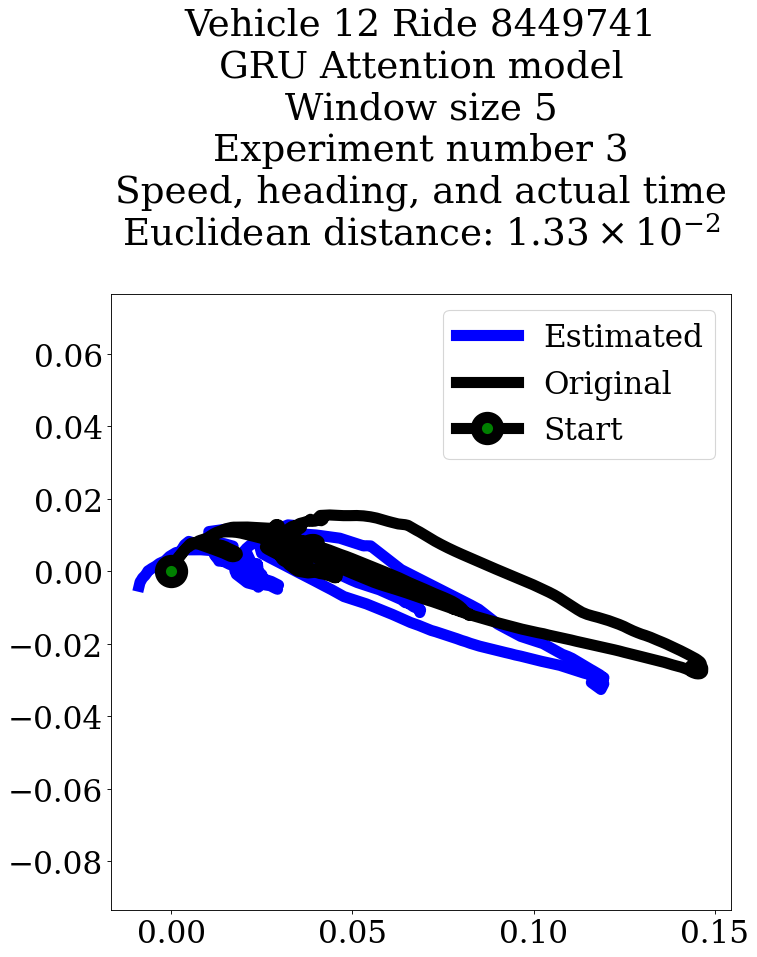 Vehicle 12 Ride 8449741
GRU Attention model
Window size 5
Experiment number 3
Speed, heading, and actual time
Euclidean distance: 1.33 × 10⁻²
Estimated
Original
Start
0.06
0.04
0.02
0.00
−0.02
−0.04
−0.06
−0.08
0.00 0.05 0.10 0.15